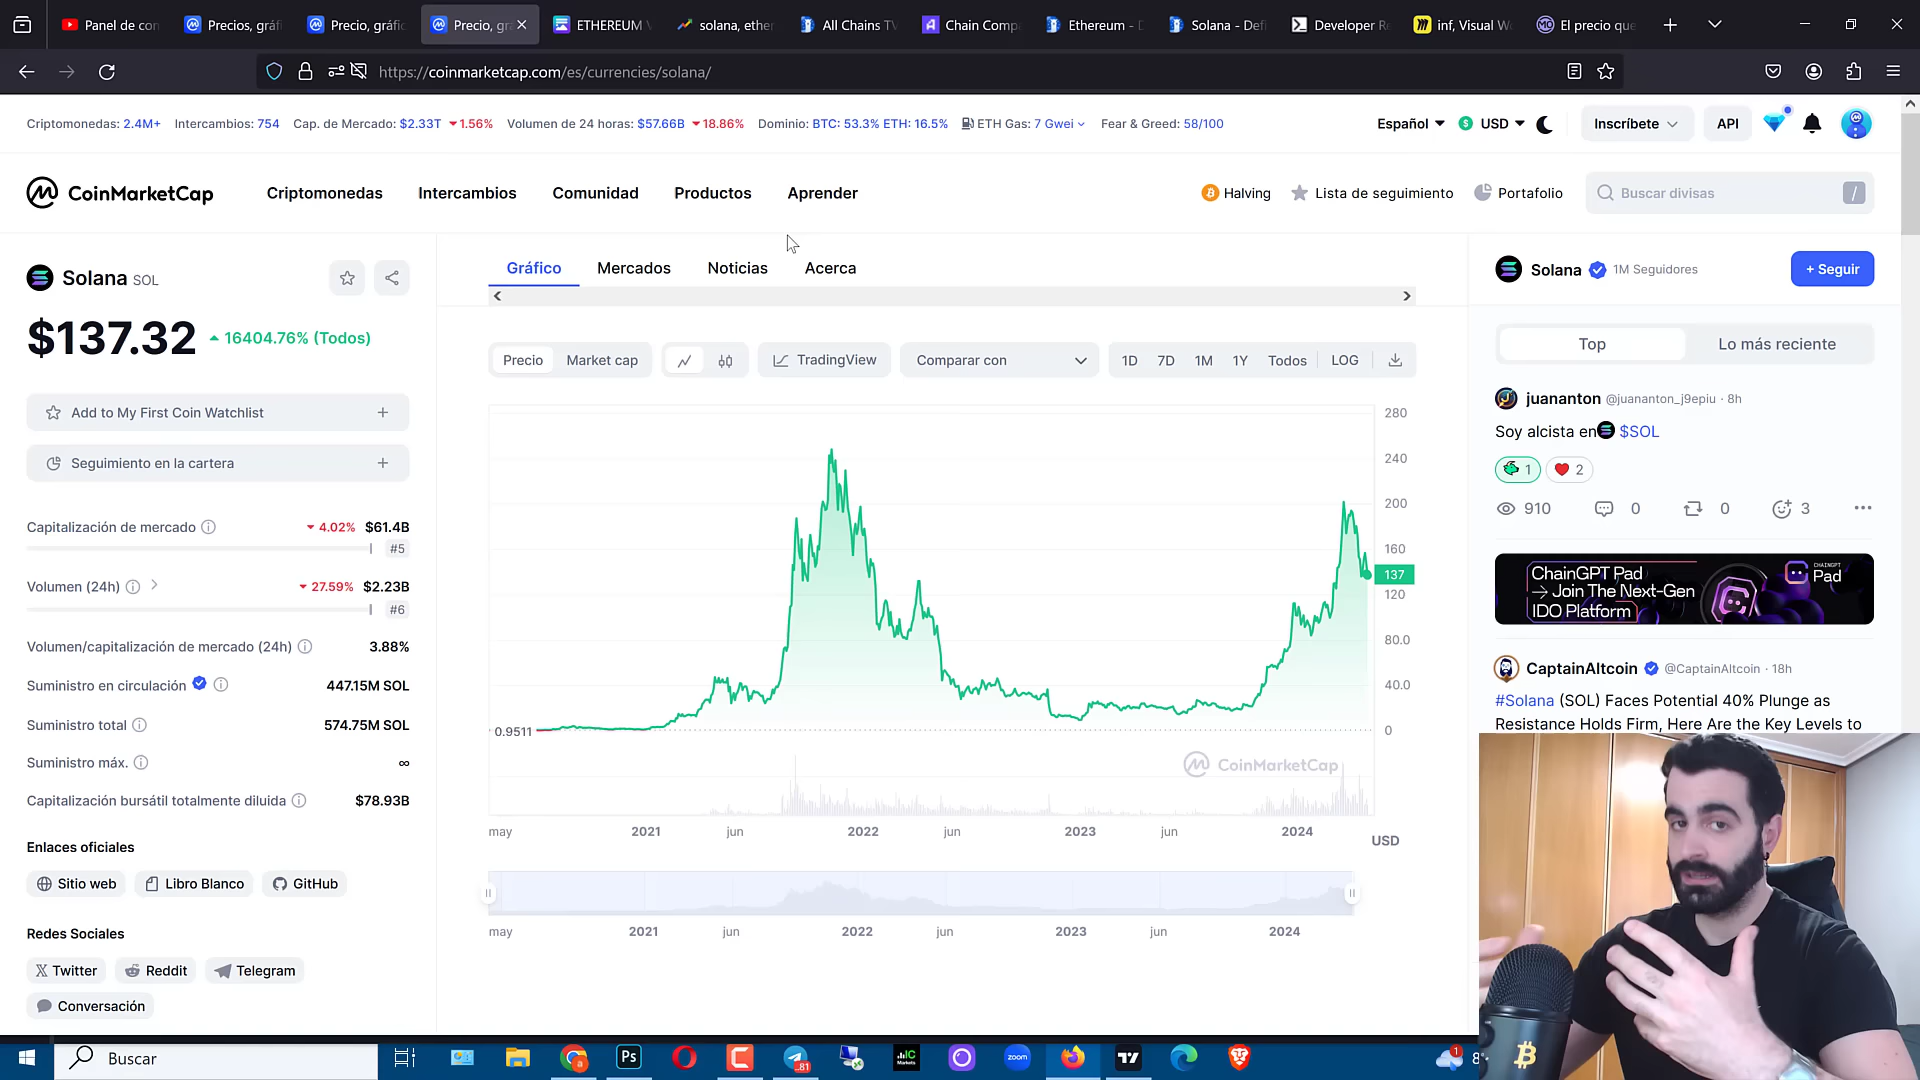 Panel de con
Precios, gráfi
Precio, gráfic
Precio, grá
ETHEREUM V
solana, ether
All Chains TV
Chain Comp
Ethereum - D
Solana - Defi
Developer Re
inf, Visual W
El precio que
https://coinmarketcap.com/es/currencies/solana/
Criptomonedas: 2.4M+
Intercambios: 754
Cap. de Mercado: $2.33T 1.56%
Volumen de 24 horas: $57.66B 18.86%
Dominio: BTC: 53.3% ETH: 16.5%
ETH Gas: 7 Gwei
Fear & Greed: 58/100
Español
USD
Inscríbete
API
CoinMarketCap
Criptomonedas
Intercambios
Comunidad
Productos
Aprender
Halving
Lista de seguimiento
Portafolio
Buscar divisas
/
Solana SOL
$137.32 16404.76% (Todos)
Add to My First Coin Watchlist +
Seguimiento en la cartera +
Capitalización de mercado 4.02% $61.4B
#5
Volumen (24h) 27.59% $2.23B
#6
Volumen/capitalización de mercado (24h) 3.88%
Suministro en circulación 447.15M SOL
Suministro total 574.75M SOL
Suministro máx. ∞
Capitalización bursátil totalmente diluida $78.93B
Enlaces oficiales
Sitio web
Libro Blanco
GitHub
Redes Sociales
Twitter
Reddit
Telegram
Conversación
Gráfico
Mercados
Noticias
Acerca
Precio
Market cap
TradingView
Comparar con
1D
7D
1M
1Y
Todos
LOG
280
240
200
160
137
120
80.0
40.0
0
0.9511
CoinMarketCap
may
2021
jun
2022
jun
2023
jun
2024
USD
may
2021
jun
2022
jun
2023
jun
2024
Solana 1M Seguidores
+ Seguir
Top
Lo más reciente
juananton @juananton_j9epiu · 8h
Soy alcista en $SOL
1
2
910
0
0
3
ChainGPT Pad
→ Join The Next-Gen
IDO Platform
CHAINGPT
Pad
CaptainAltcoin @CaptainAltcoin · 18h
#Solana (SOL) Faces Potential 40% Plunge as
Resistance Holds Firm, Here Are the Key Levels to
Buscar
Ps
81
IC
Markets
zoom
1
8°